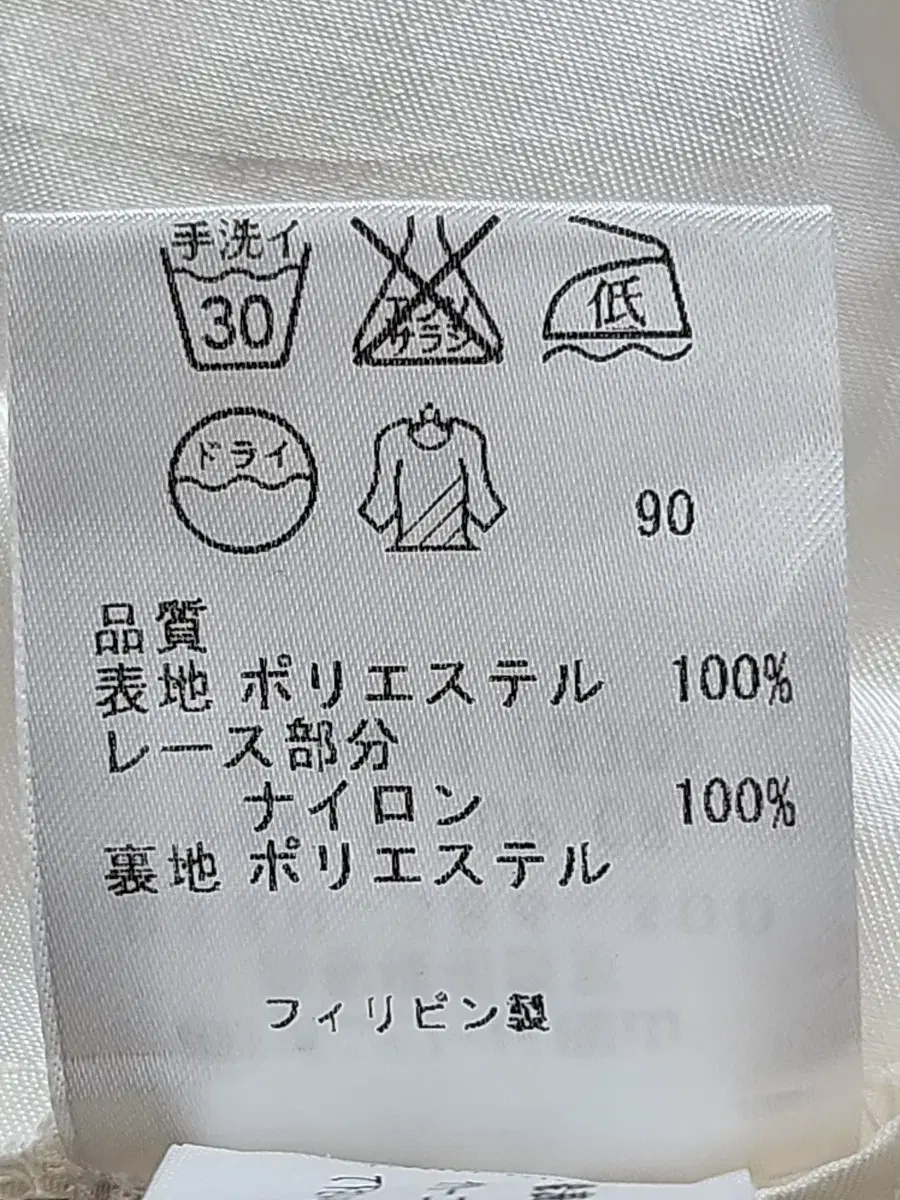 手洗イ
30
エンソ
サラシ
低
ドライ
90
品質
表地 ポリエステル 100%
レース部分
ナイロン 100%
裏地 ポリエステル
フィリピン製